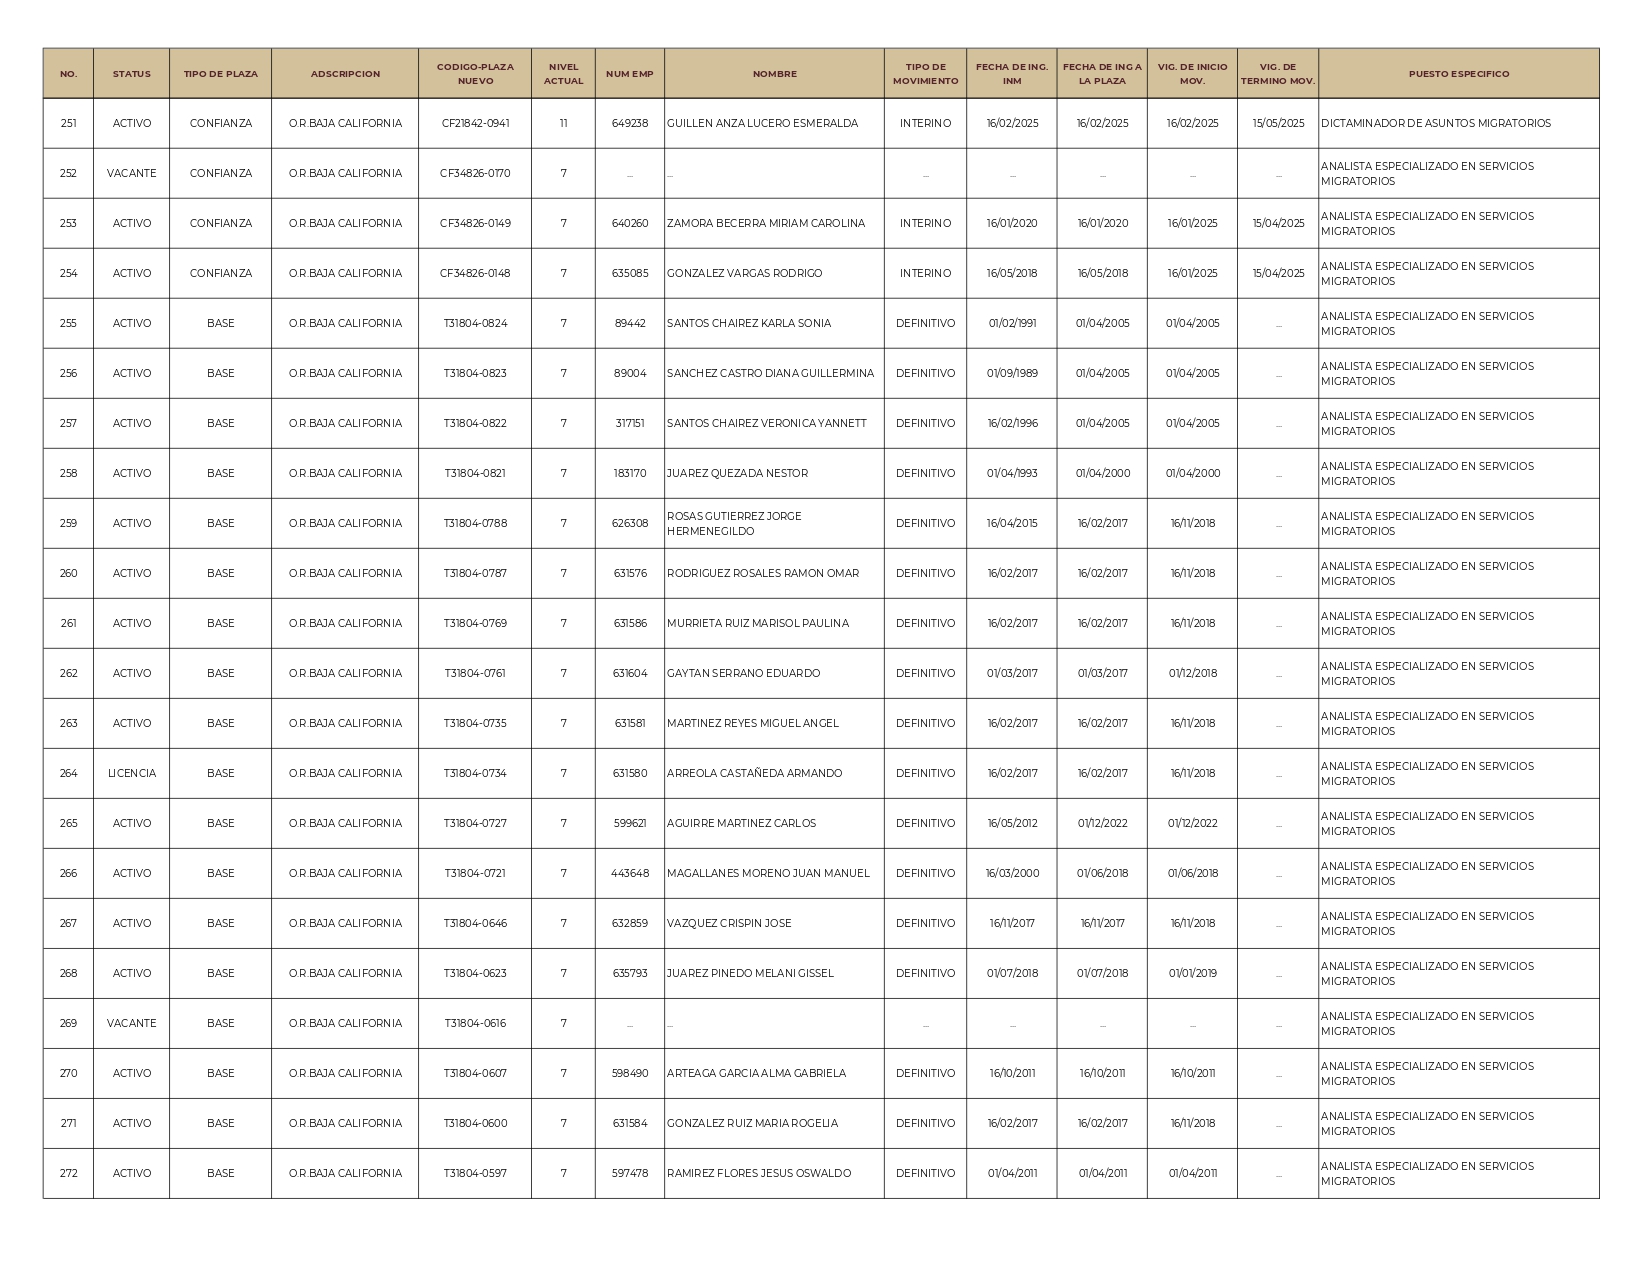 NO. STATUS TIPO DE PLAZA ADSCRIPCION CODIGO-PLAZA NUEVO NIVEL ACTUAL NUM EMP NOMBRE TIPO DE MOVIMIENTO FECHA DE ING. INM FECHA DE ING A LA PLAZA VIG. DE INICIO MOV. VIG. DE TERMINO MOV. PUESTO ESPECIFICO
251 ACTIVO CONFIANZA O.R.BAJA CALIFORNIA CF21842-0941 11 649238 GUILLEN ANZA LUCERO ESMERALDA INTERINO 16/02/2025 16/02/2025 16/02/2025 15/05/2025 DICTAMINADOR DE ASUNTOS MIGRATORIOS
252 VACANTE CONFIANZA O.R.BAJA CALIFORNIA CF34826-0170 7 ... ... ... ... ... ... ... ANALISTA ESPECIALIZADO EN SERVICIOS MIGRATORIOS
253 ACTIVO CONFIANZA O.R.BAJA CALIFORNIA CF34826-0149 7 640260 ZAMORA BECERRA MIRIAM CAROLINA INTERINO 16/01/2020 16/01/2020 16/01/2025 15/04/2025 ANALISTA ESPECIALIZADO EN SERVICIOS MIGRATORIOS
254 ACTIVO CONFIANZA O.R.BAJA CALIFORNIA CF34826-0148 7 635085 GONZALEZ VARGAS RODRIGO INTERINO 16/05/2018 16/05/2018 16/01/2025 15/04/2025 ANALISTA ESPECIALIZADO EN SERVICIOS MIGRATORIOS
255 ACTIVO BASE O.R.BAJA CALIFORNIA T31804-0824 7 89442 SANTOS CHAIREZ KARLA SONIA DEFINITIVO 01/02/1991 01/04/2005 01/04/2005 ... ANALISTA ESPECIALIZADO EN SERVICIOS MIGRATORIOS
256 ACTIVO BASE O.R.BAJA CALIFORNIA T31804-0823 7 89004 SANCHEZ CASTRO DIANA GUILLERMINA DEFINITIVO 01/09/1989 01/04/2005 01/04/2005 ... ANALISTA ESPECIALIZADO EN SERVICIOS MIGRATORIOS
257 ACTIVO BASE O.R.BAJA CALIFORNIA T31804-0822 7 317151 SANTOS CHAIREZ VERONICA YANNETT DEFINITIVO 16/02/1996 01/04/2005 01/04/2005 ... ANALISTA ESPECIALIZADO EN SERVICIOS MIGRATORIOS
258 ACTIVO BASE O.R.BAJA CALIFORNIA T31804-0821 7 183170 JUAREZ QUEZADA NESTOR DEFINITIVO 01/04/1993 01/04/2000 01/04/2000 ... ANALISTA ESPECIALIZADO EN SERVICIOS MIGRATORIOS
259 ACTIVO BASE O.R.BAJA CALIFORNIA T31804-0788 7 626308 ROSAS GUTIERREZ JORGE HERMENEGILDO DEFINITIVO 16/04/2015 16/02/2017 16/11/2018 ... ANALISTA ESPECIALIZADO EN SERVICIOS MIGRATORIOS
260 ACTIVO BASE O.R.BAJA CALIFORNIA T31804-0787 7 631576 RODRIGUEZ ROSALES RAMON OMAR DEFINITIVO 16/02/2017 16/02/2017 16/11/2018 ... ANALISTA ESPECIALIZADO EN SERVICIOS MIGRATORIOS
261 ACTIVO BASE O.R.BAJA CALIFORNIA T31804-0769 7 631586 MURRIETA RUIZ MARISOL PAULINA DEFINITIVO 16/02/2017 16/02/2017 16/11/2018 ... ANALISTA ESPECIALIZADO EN SERVICIOS MIGRATORIOS
262 ACTIVO BASE O.R.BAJA CALIFORNIA T31804-0761 7 631604 GAYTAN SERRANO EDUARDO DEFINITIVO 01/03/2017 01/03/2017 01/12/2018 ... ANALISTA ESPECIALIZADO EN SERVICIOS MIGRATORIOS
263 ACTIVO BASE O.R.BAJA CALIFORNIA T31804-0735 7 631581 MARTINEZ REYES MIGUEL ANGEL DEFINITIVO 16/02/2017 16/02/2017 16/11/2018 ... ANALISTA ESPECIALIZADO EN SERVICIOS MIGRATORIOS
264 LICENCIA BASE O.R.BAJA CALIFORNIA T31804-0734 7 631580 ARREOLA CASTAÑEDA ARMANDO DEFINITIVO 16/02/2017 16/02/2017 16/11/2018 ... ANALISTA ESPECIALIZADO EN SERVICIOS MIGRATORIOS
265 ACTIVO BASE O.R.BAJA CALIFORNIA T31804-0727 7 599621 AGUIRRE MARTINEZ CARLOS DEFINITIVO 16/05/2012 01/12/2022 01/12/2022 ... ANALISTA ESPECIALIZADO EN SERVICIOS MIGRATORIOS
266 ACTIVO BASE O.R.BAJA CALIFORNIA T31804-0721 7 443648 MAGALLANES MORENO JUAN MANUEL DEFINITIVO 16/03/2000 01/06/2018 01/06/2018 ... ANALISTA ESPECIALIZADO EN SERVICIOS MIGRATORIOS
267 ACTIVO BASE O.R.BAJA CALIFORNIA T31804-0646 7 632859 VAZQUEZ CRISPIN JOSE DEFINITIVO 16/11/2017 16/11/2017 16/11/2018 ... ANALISTA ESPECIALIZADO EN SERVICIOS MIGRATORIOS
268 ACTIVO BASE O.R.BAJA CALIFORNIA T31804-0623 7 635793 JUAREZ PINEDO MELANI GISSEL DEFINITIVO 01/07/2018 01/07/2018 01/01/2019 ... ANALISTA ESPECIALIZADO EN SERVICIOS MIGRATORIOS
269 VACANTE BASE O.R.BAJA CALIFORNIA T31804-0616 7 ... ... ... ... ... ... ... ANALISTA ESPECIALIZADO EN SERVICIOS MIGRATORIOS
270 ACTIVO BASE O.R.BAJA CALIFORNIA T31804-0607 7 598490 ARTEAGA GARCIA ALMA GABRIELA DEFINITIVO 16/10/2011 16/10/2011 16/10/2011 ... ANALISTA ESPECIALIZADO EN SERVICIOS MIGRATORIOS
271 ACTIVO BASE O.R.BAJA CALIFORNIA T31804-0600 7 631584 GONZALEZ RUIZ MARIA ROGELIA DEFINITIVO 16/02/2017 16/02/2017 16/11/2018 ... ANALISTA ESPECIALIZADO EN SERVICIOS MIGRATORIOS
272 ACTIVO BASE O.R.BAJA CALIFORNIA T31804-0597 7 597478 RAMIREZ FLORES JESUS OSWALDO DEFINITIVO 01/04/2011 01/04/2011 01/04/2011 ... ANALISTA ESPECIALIZADO EN SERVICIOS MIGRATORIOS